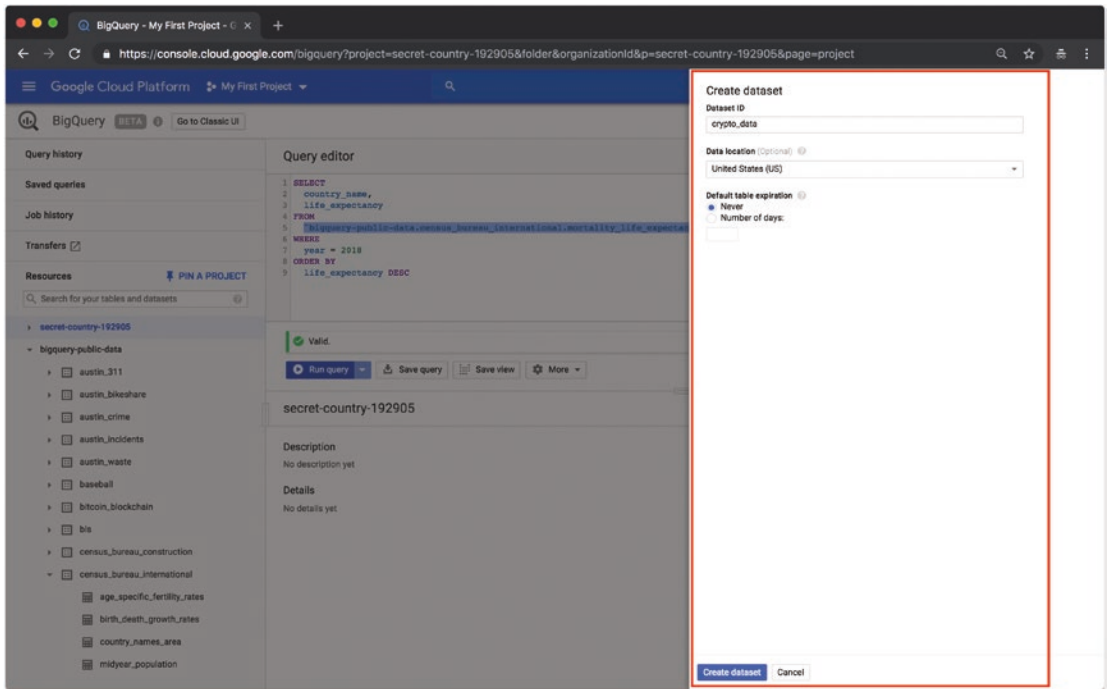 BigQuery - My First Project - G
https://console.cloud.google.com/bigquery?project=secret-country-192905&folder&organizationId&p=secret-country-192905&page=project
Google Cloud Platform My First Project
BigQuery BETA Go to Classic UI
Query history
Saved queries
Job history
Transfers
Resources PIN A PROJECT
Search for your tables and datasets
secret-country-192905
bigquery-public-data
austin_311
austin_bikeshare
austin_crime
austin_incidents
austin_waste
baseball
bitcoin_blockchain
bls
census_bureau_construction
census_bureau_international
age_specific_fertility_rates
birth_death_growth_rates
country_names_area
midyear_population
Query editor
1 SELECT
2 country_name,
3 life_expectancy
4 FROM
5 `bigquery-public-data.census_bureau_international.mortality_life_expectan
6 WHERE
7 year = 2018
8 ORDER BY
9 life_expectancy DESC
Valid.
Run query Save query Save view More
secret-country-192905
Description
No description yet
Details
No details yet
Create dataset
Dataset ID
crypto_data
Data location (Optional)
United States (US)
Default table expiration
Never
Number of days:
Create dataset Cancel